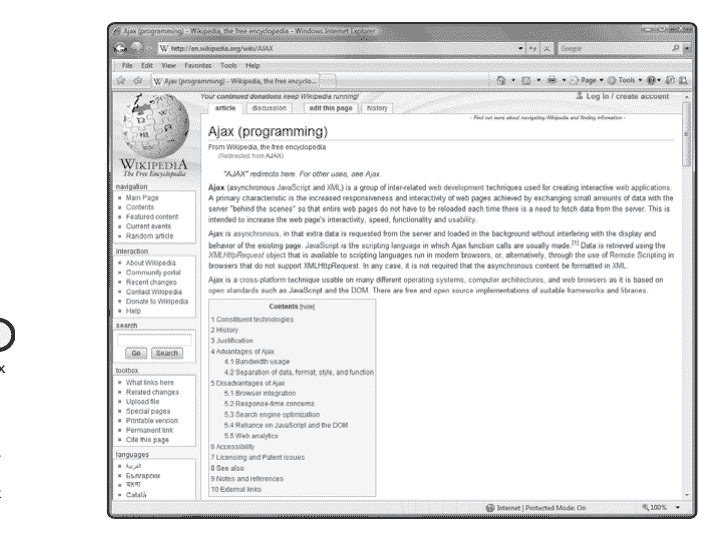 Ajax (programming) - Wikipedia, the free encyclopedia - Windows Internet Explorer
W http://en.wikipedia.org/wiki/AJAX
Google
File Edit View Favorites Tools Help
W Ajax (programming) - Wikipedia, the free encyclo...
Page Tools
Your continued donations keep Wikipedia running!
Log in / create account
article discussion edit this page history
- Find out more about navigating Wikipedia and finding information -
Ajax (programming)
From Wikipedia, the free encyclopedia
(Redirected from AJAX)
"AJAX" redirects here. For other uses, see Ajax.
Ajax (asynchronous JavaScript and XML) is a group of inter-related web development techniques used for creating interactive web applications.
A primary characteristic is the increased responsiveness and interactivity of web pages achieved by exchanging small amounts of data with the
server "behind the scenes" so that entire web pages do not have to be reloaded each time there is a need to fetch data from the server. This is
intended to increase the web page's interactivity, speed, functionality and usability.
Ajax is asynchronous, in that extra data is requested from the server and loaded in the background without interfering with the display and
behavior of the existing page. JavaScript is the scripting language in which Ajax function calls are usually made.[1] Data is retrieved using the
XMLHttpRequest object that is available to scripting languages run in modern browsers, or, alternatively, through the use of Remote Scripting in
browsers that do not support XMLHttpRequest. In any case, it is not required that the asynchronous content be formatted in XML.
Ajax is a cross-platform technique usable on many different operating systems, computer architectures, and web browsers as it is based on
open standards such as JavaScript and the DOM. There are free and open source implementations of suitable frameworks and libraries.
Contents [hide]
1 Constituent technologies
2 History
3 Justification
4 Advantages of Ajax
4.1 Bandwidth usage
4.2 Separation of data, format, style, and function
5 Disadvantages of Ajax
5.1 Browser integration
5.2 Response-time concerns
5.3 Search engine optimization
5.4 Reliance on JavaScript and the DOM
5.5 Web analytics
6 Accessibility
7 Licensing and Patent issues
8 See also
9 Notes and references
10 External links
WIKIPEDIA
The Free Encyclopedia
navigation
Main Page
Contents
Featured content
Current events
Random article
interaction
About Wikipedia
Community portal
Recent changes
Contact Wikipedia
Donate to Wikipedia
Help
search
Go Search
toolbox
What links here
Related changes
Upload file
Special pages
Printable version
Permanent link
Cite this page
languages
العربية
Български
বাংলা
Català
Internet | Protected Mode: On
100%